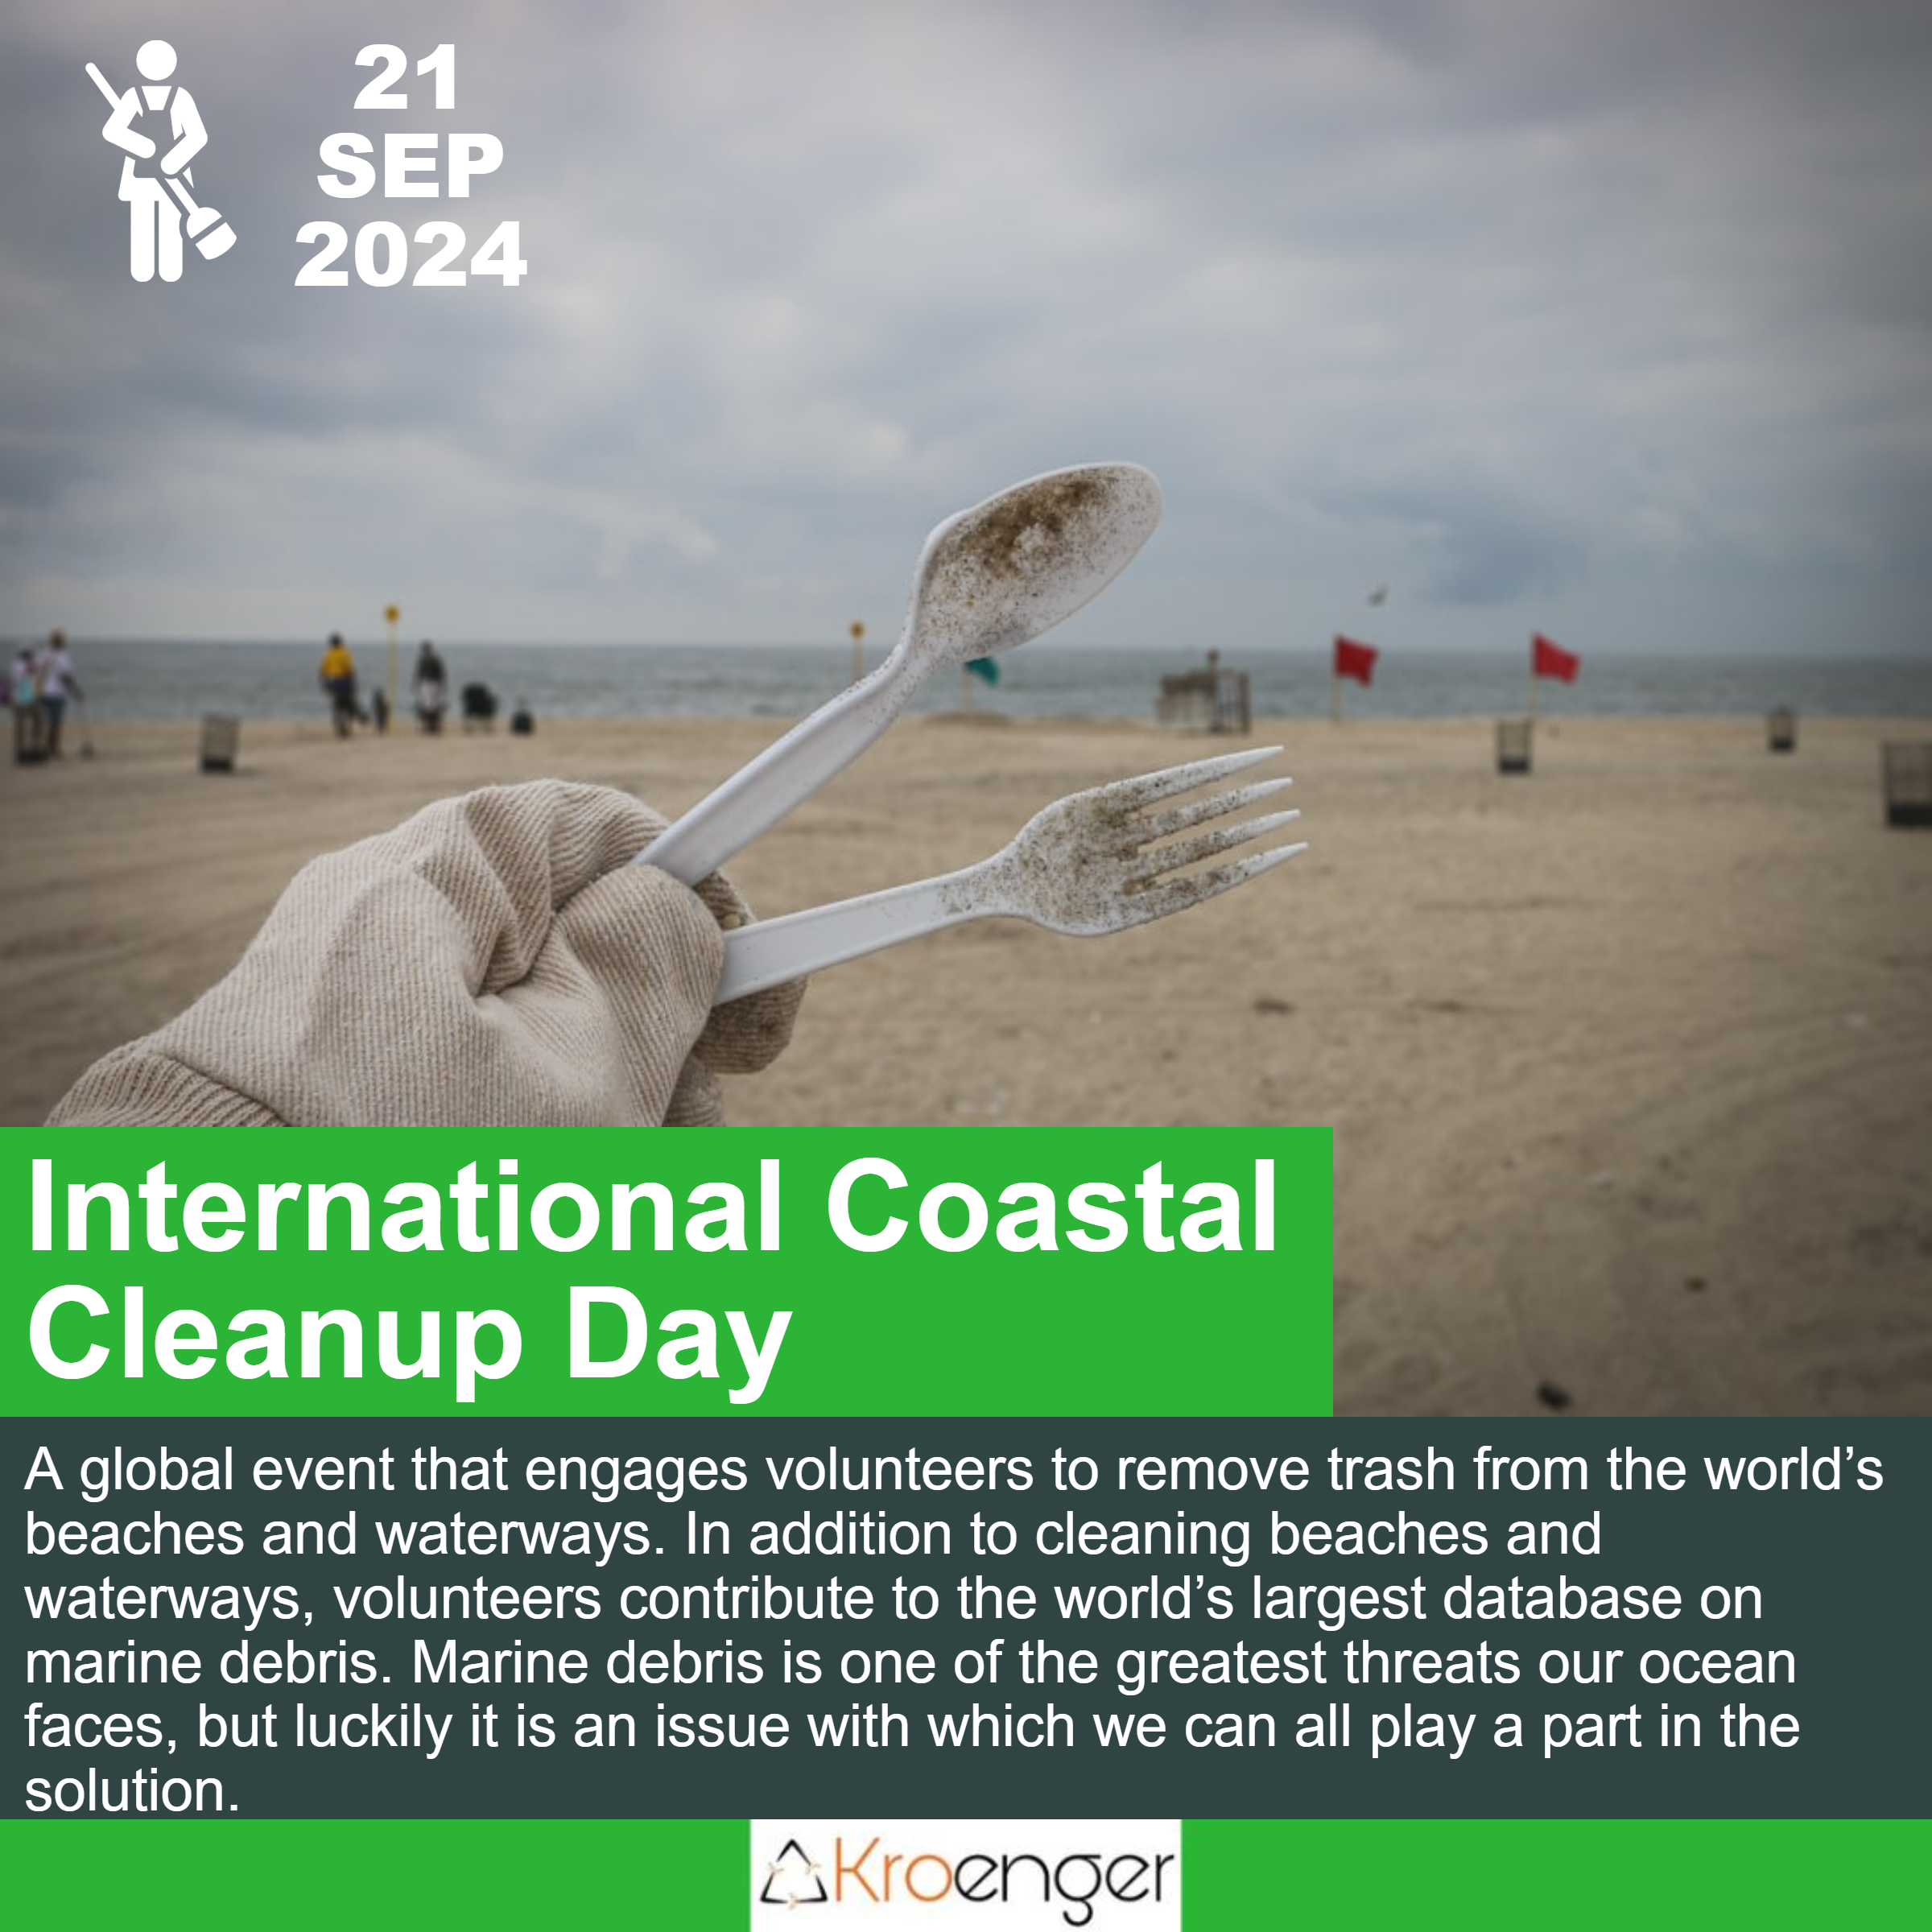 21
SEP
2024
International Coastal
Cleanup Day
A global event that engages volunteers to remove trash from the world’s
beaches and waterways. In addition to cleaning beaches and
waterways, volunteers contribute to the world’s largest database on
marine debris. Marine debris is one of the greatest threats our ocean
faces, but luckily it is an issue with which we can all play a part in the
solution.
Kroenger